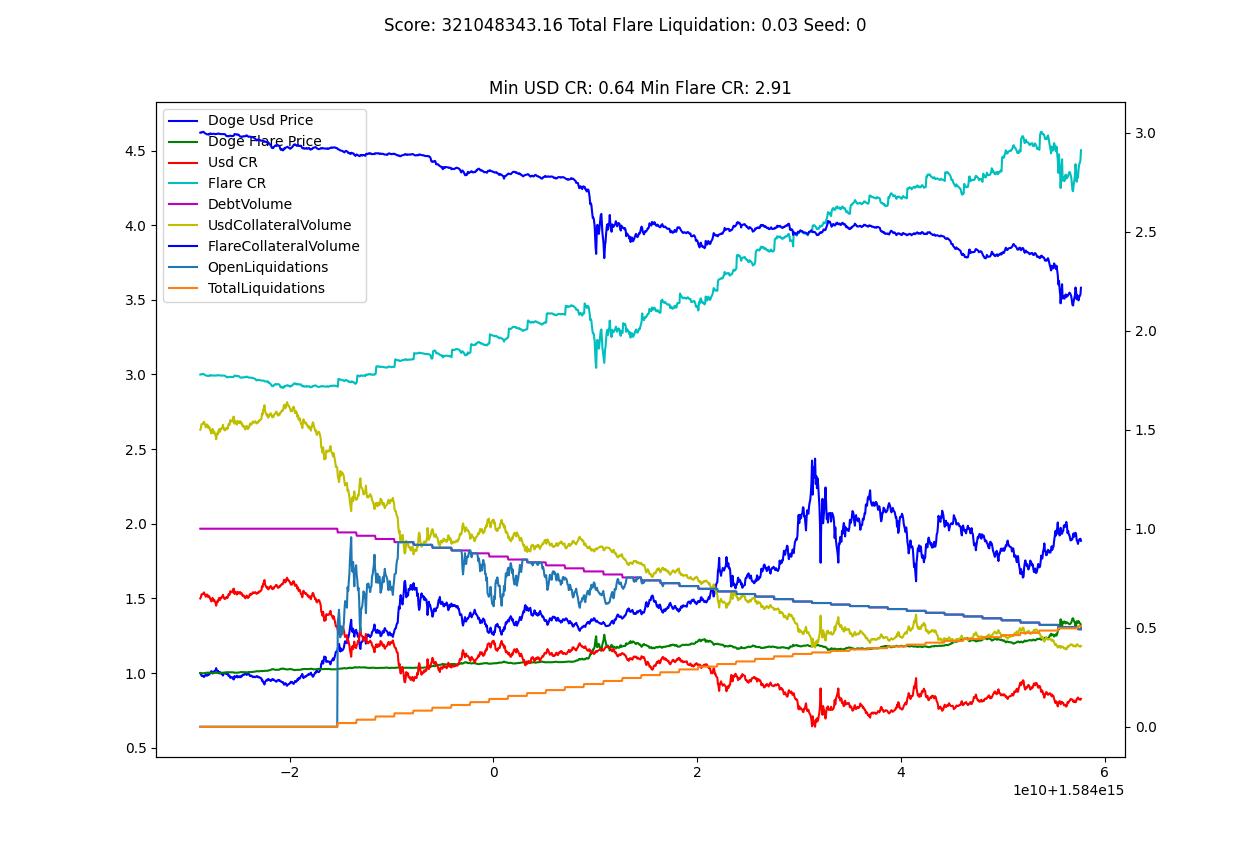 Score: 321048343.16 Total Flare Liquidation: 0.03 Seed: 0
Min USD CR: 0.64 Min Flare CR: 2.91
Doge Usd Price
Doge Flare Price
Usd CR
Flare CR
DebtVolume
UsdCollateralVolume
FlareCollateralVolume
OpenLiquidations
TotalLiquidations
4.5
4.0
3.5
3.0
2.5
2.0
1.5
1.0
0.5
3.0
2.5
2.0
1.5
1.0
0.5
0.0
−2
0
2
4
6
1e10+1.584e15